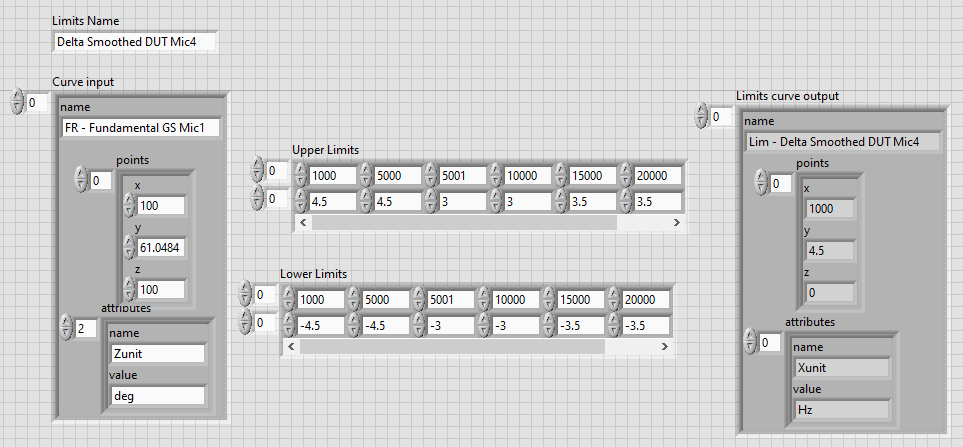 Limits Name
Delta Smoothed DUT Mic4
Curve input
0
name
FR - Fundamental GS Mic1
points
0
x
100
y
61.0484
z
100
attributes
2
name
Zunit
value
deg
Upper Limits
0
1000 5000 5001 10000 15000 20000
0
4.5 4.5 3 3 3.5 3.5
Lower Limits
0
1000 5000 5001 10000 15000 20000
0
-4.5 -4.5 -3 -3 -3.5 -3.5
Limits curve output
0
name
Lim - Delta Smoothed DUT Mic4
points
0
x
1000
y
4.5
z
0
attributes
0
name
Xunit
value
Hz